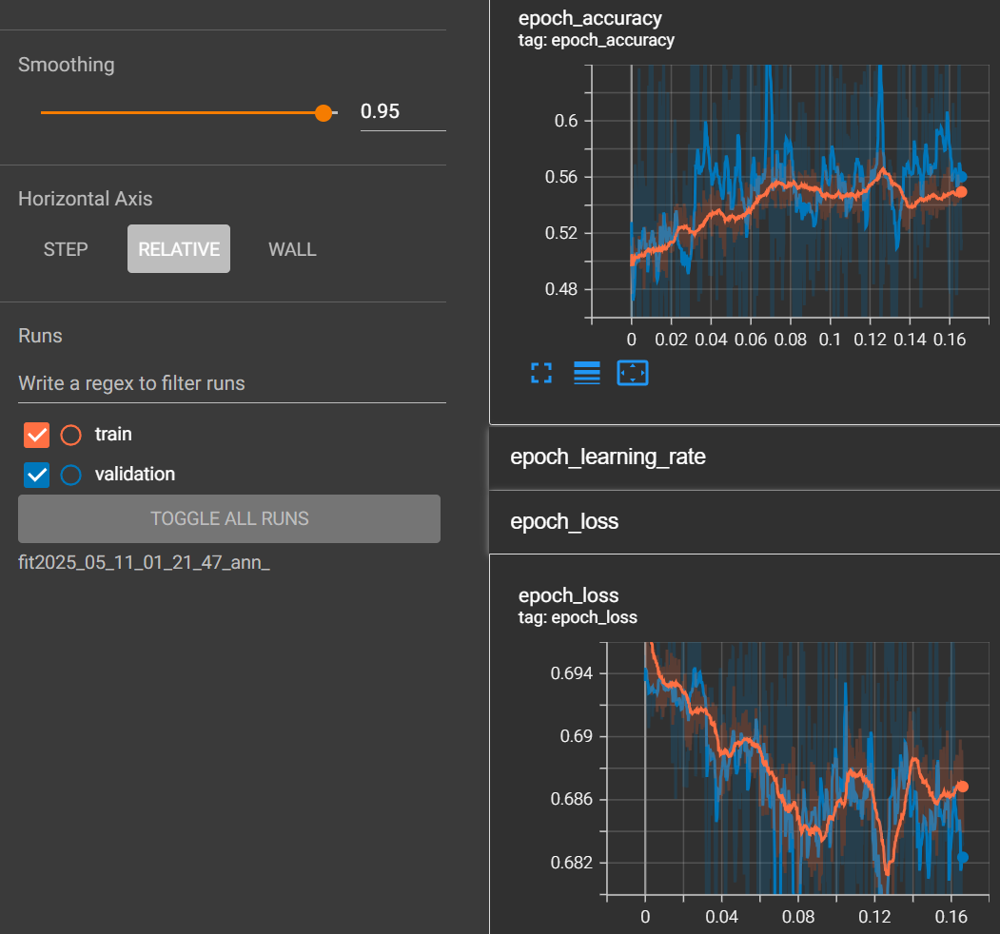 Smoothing
0.95
Horizontal Axis
STEP RELATIVE WALL
Runs
Write a regex to filter runs
train
validation
TOGGLE ALL RUNS
fit2025_05_11_01_21_47_ann_
epoch_accuracy
tag: epoch_accuracy
0.6
0.56
0.52
0.48
0 0.02 0.04 0.06 0.08 0.1 0.12 0.14 0.16
epoch_learning_rate
epoch_loss
epoch_loss
tag: epoch_loss
0.694
0.69
0.686
0.682
0 0.04 0.08 0.12 0.16